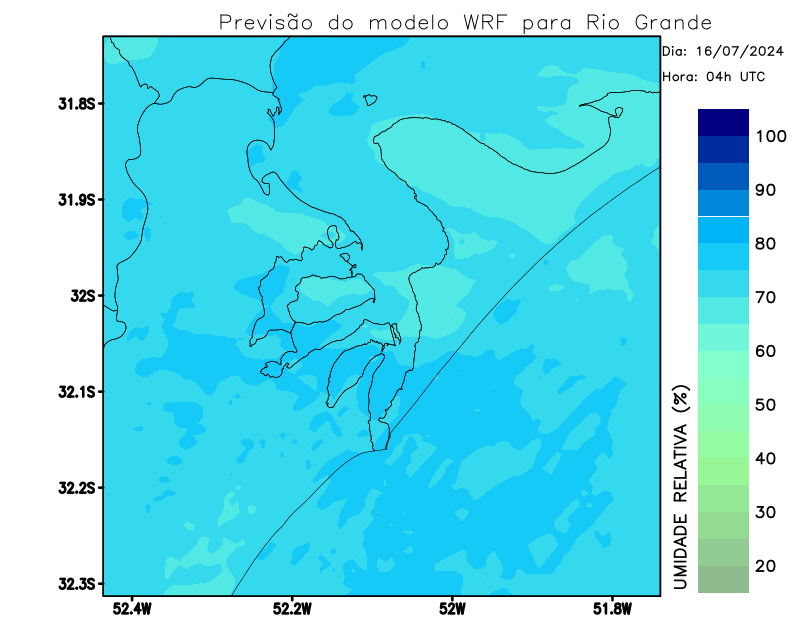 Previsão do modelo WRF para Rio Grande
Dia: 16/07/2024
Hora: 04h UTC
31.8S
31.9S
32S
32.1S
32.2S
32.3S
52.4W
52.2W
52W
51.8W
100
90
80
70
60
50
40
30
20
UMIDADE RELATIVA (%)